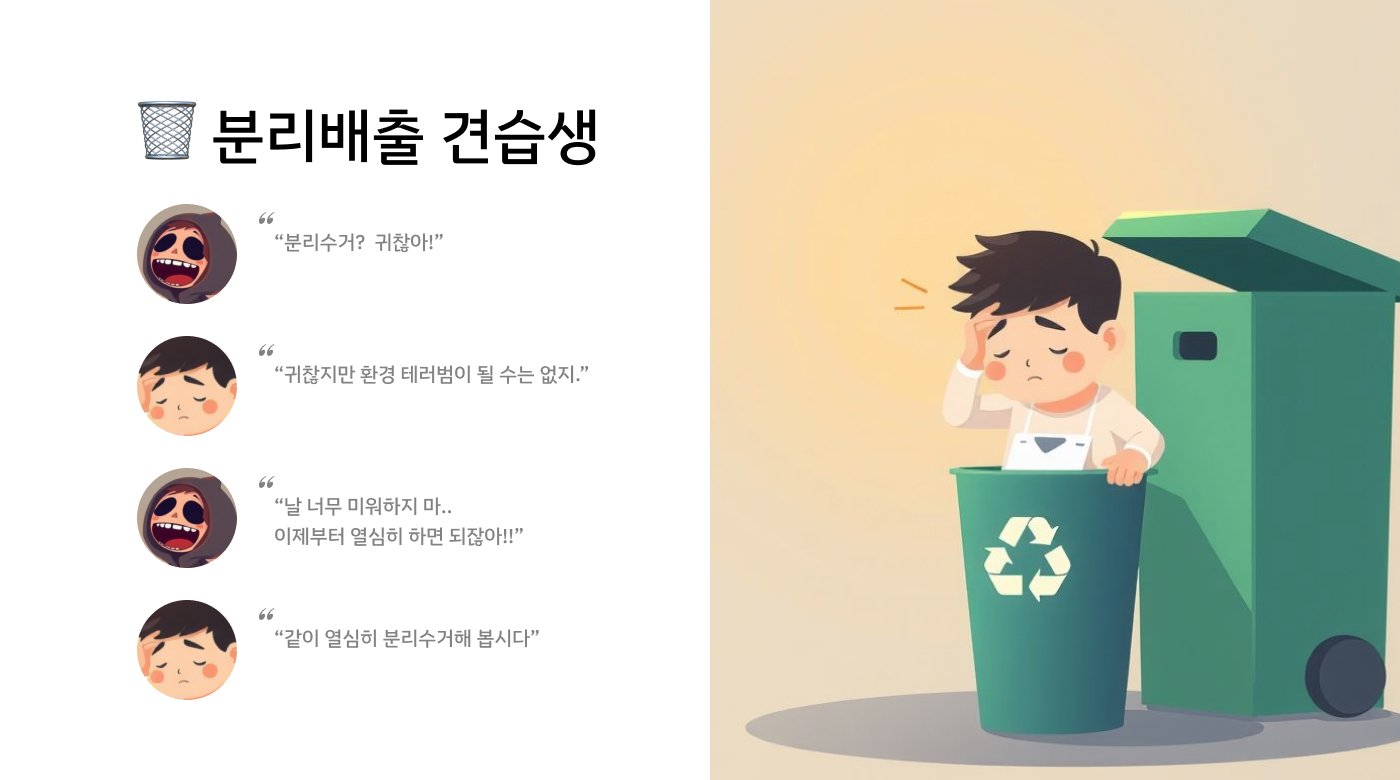 분리배출 견습생
“
“분리수거? 귀찮아!”
“
“귀찮지만 환경 테러범이 될 수는 없지.”
“
“날 너무 미워하지 마..
이제부터 열심히 하면 되잖아!!”
“
“같이 열심히 분리수거해 봅시다”